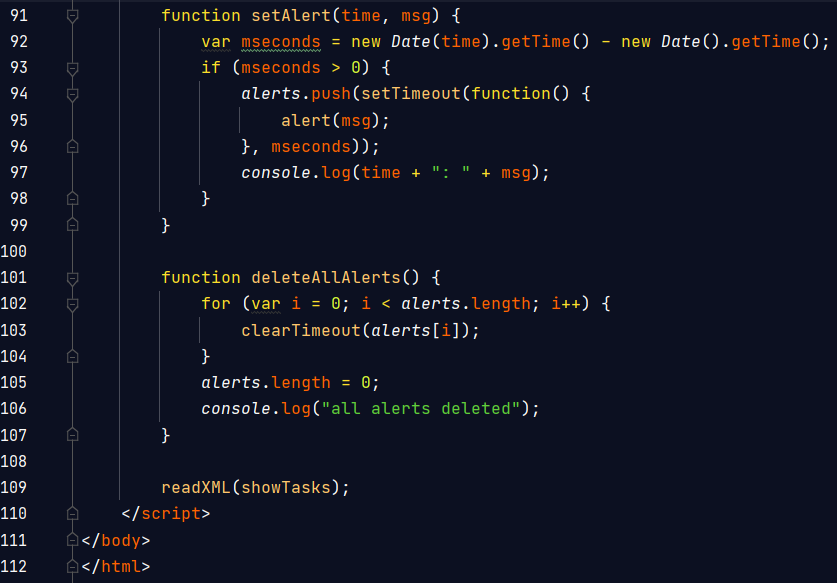 91 function setAlert(time, msg) {
92 var mseconds = new Date(time).getTime() - new Date().getTime();
93 if (mseconds > 0) {
94 alerts.push(setTimeout(function() {
95 alert(msg);
96 }, mseconds));
97 console.log(time + ": " + msg);
98 }
99 }
100
101 function deleteAllAlerts() {
102 for (var i = 0; i < alerts.length; i++) {
103 clearTimeout(alerts[i]);
104 }
105 alerts.length = 0;
106 console.log("all alerts deleted");
107 }
108
109 readXML(showTasks);
110 </script>
111 </body>
112 </html>